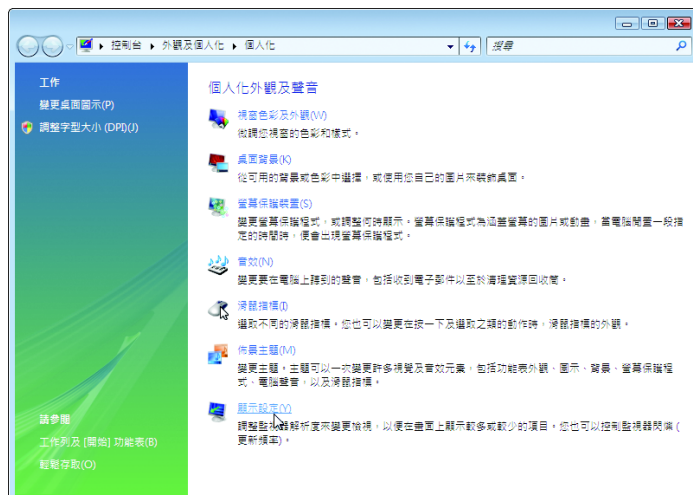 控制台 ▸ 外觀及個人化 ▸ 個人化
搜尋
工作
變更桌面圖示(P)
調整字型大小 (DPI)(J)
請參閱
工作列及 [開始] 功能表(B)
輕鬆存取(O)
個人化外觀及聲音
視窗色彩及外觀(W)
微調您視窗的色彩和樣式。
桌面背景(K)
從可用的背景或色彩中選擇，或使用您自己的圖片來裝飾桌面。
螢幕保護裝置(S)
變更螢幕保護程式，或調整何時顯示。螢幕保護程式為涵蓋螢幕的圖片或動畫，當電腦閒置一段指
定的時間時，便會出現螢幕保護程式。
音效(N)
變更要在電腦上聽到的聲音，包括收到電子郵件以至於清理資源回收筒。
滑鼠指標(I)
選取不同的滑鼠指標。您也可以變更在按一下及選取之類的動作時，滑鼠指標的外觀。
佈景主題(M)
變更主題。主題可以一次變更許多視覺及音效元素，包括功能表外觀、圖示、背景、螢幕保護程
式、電腦聲音，以及滑鼠指標。
顯示設定(Y)
調整監視器解析度來變更檢視，以便在畫面上顯示較多或較少的項目。您也可以控制監視器閃爍 (
更新頻率)。